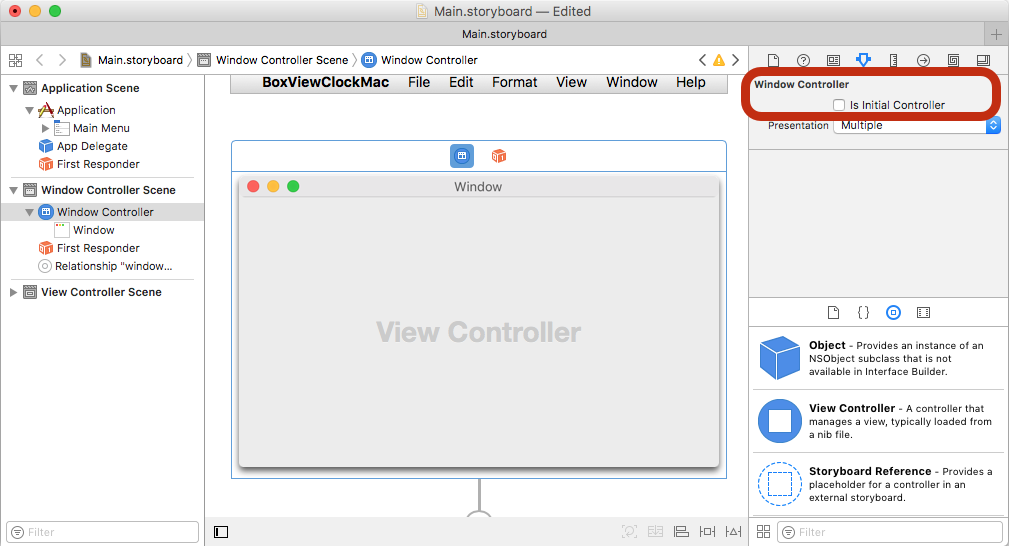 Main.storyboard — Edited
Main.storyboard
Main.storyboard
Window Controller Scene
Window Controller
Application Scene
Application
Main Menu
App Delegate
First Responder
Window Controller Scene
Window Controller
Window
First Responder
Relationship "window...
View Controller Scene
Filter
BoxViewClockMac File Edit Format View Window Help
Window
View Controller
Window Controller
Is Initial Controller
Presentation Multiple
Object - Provides an instance of an
NSObject subclass that is not
available in Interface Builder.
View Controller - A controller that
manages a view, typically loaded from
a nib file.
Storyboard Reference - Provides a
placeholder for a controller in an
external storyboard.
Filter